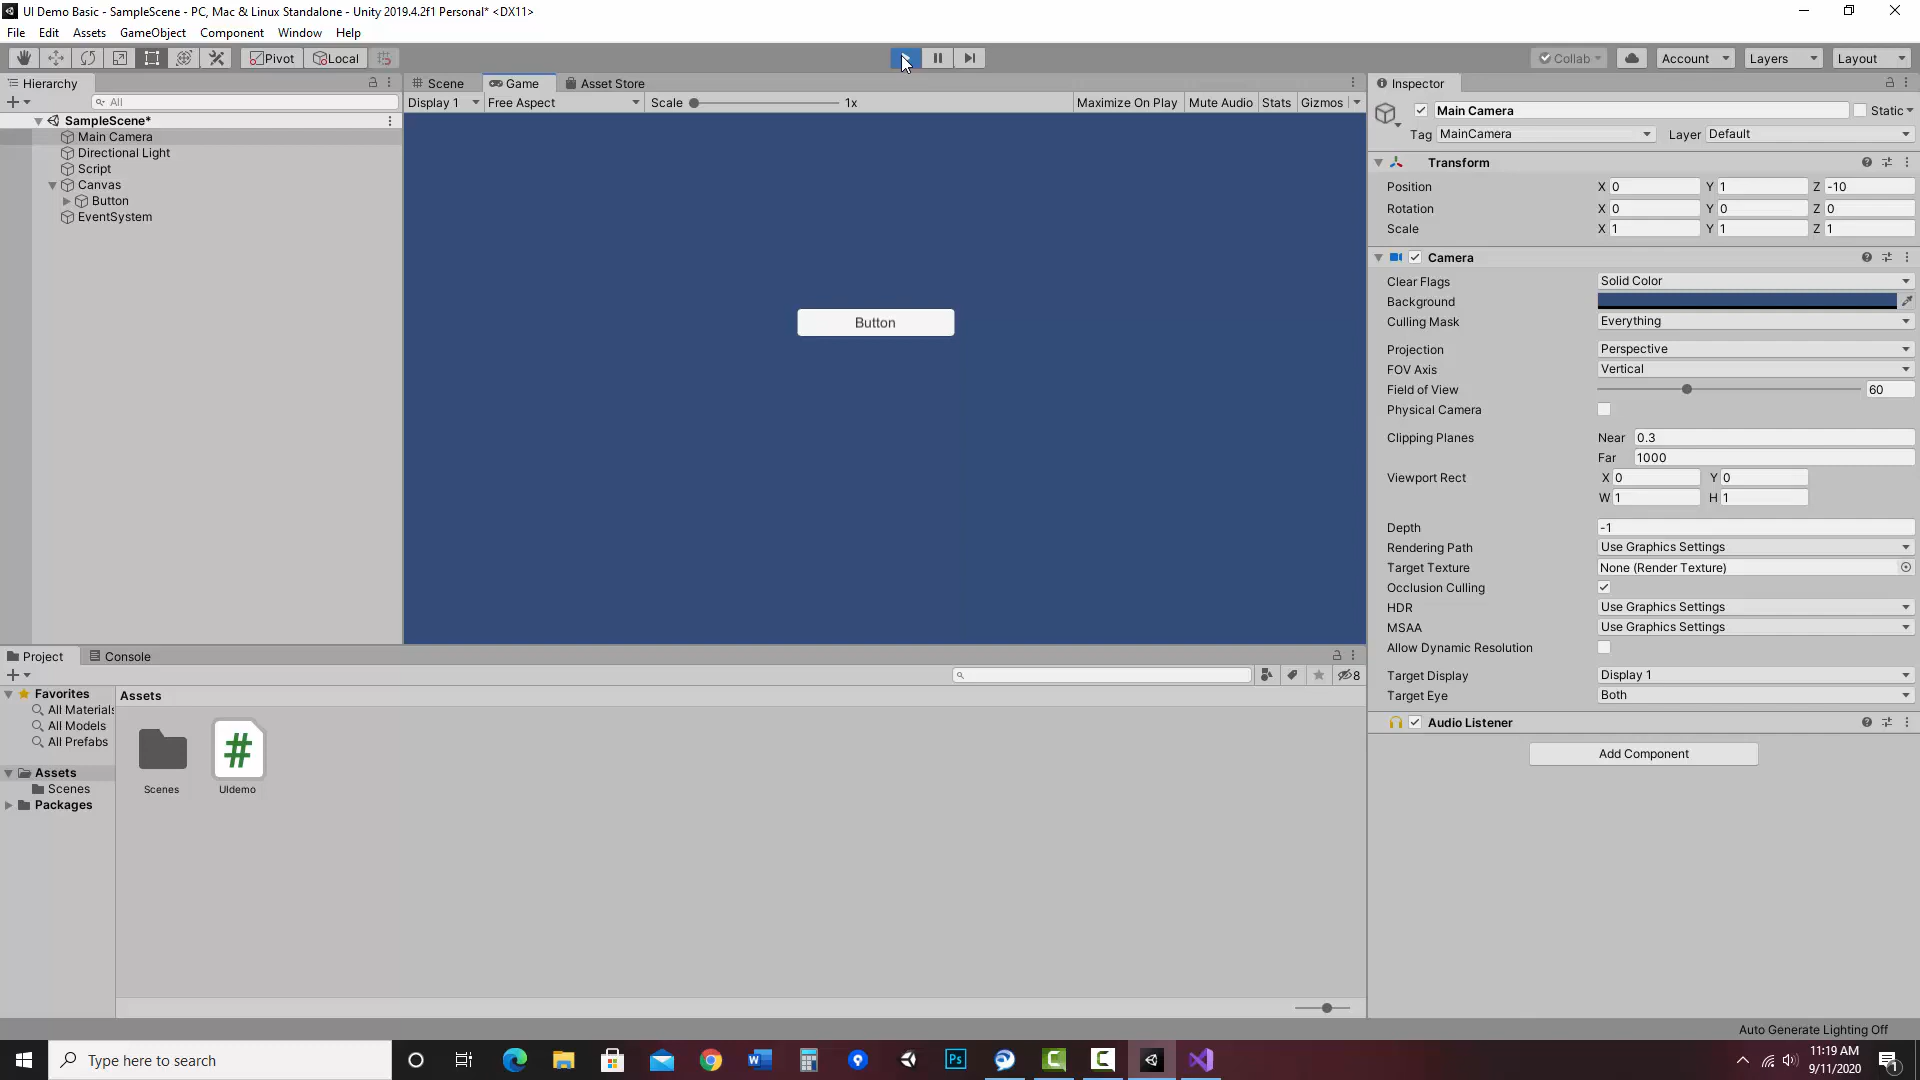 UI Demo Basic - SampleScene - PC, Mac & Linux Standalone - Unity 2019.4.2f1 Personal* <DX11>
File Edit Assets GameObject Component Window Help
Pivot Local Collab Account Layers Layout
Hierarchy
All
SampleScene*
Main Camera
Directional Light
Script
Canvas
Button
EventSystem
Scene Game Asset Store
Display 1 Free Aspect Scale 1x Maximize On Play Mute Audio Stats Gizmos
Button
Inspector
Main Camera Static
Tag MainCamera Layer Default
Transform
Position X 0 Y 1 Z -10
Rotation X 0 Y 0 Z 0
Scale X 1 Y 1 Z 1
Camera
Clear Flags Solid Color
Background
Culling Mask Everything
Projection Perspective
FOV Axis Vertical
Field of View 60
Physical Camera
Clipping Planes Near 0.3
Far 1000
Viewport Rect X 0 Y 0
W 1 H 1
Depth -1
Rendering Path Use Graphics Settings
Target Texture None (Render Texture)
Occlusion Culling
HDR Use Graphics Settings
MSAA Use Graphics Settings
Allow Dynamic Resolution
Target Display Display 1
Target Eye Both
Audio Listener
Add Component
Project Console
8
Favorites
All Materials
All Models
All Prefabs
Assets
Scenes
Packages
Assets
Scenes UIdemo
Auto Generate Lighting Off
Type here to search
11:19 AM
9/11/2020
1